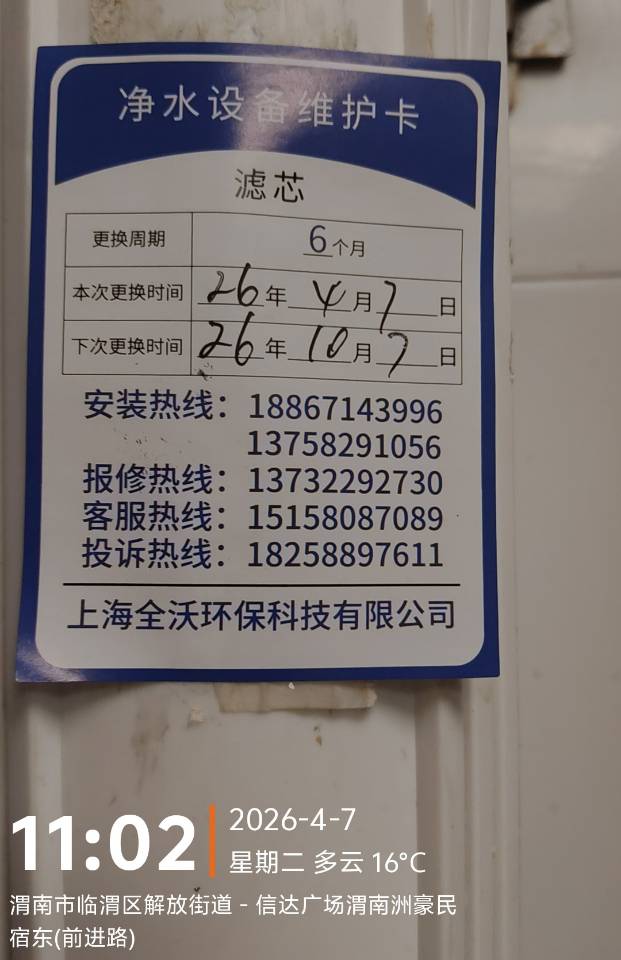 净水设备维护卡
滤芯
更换周期 6个月
本次更换时间 26年4月7日
下次更换时间 26年10月7日
安装热线：18867143996
13758291056
报修热线：13732292730
客服热线：15158087089
投诉热线：18258897611
上海全沃环保科技有限公司
11:02
2026-4-7
星期二 多云 16°C
渭南市临渭区解放街道 - 信达广场渭南洲豪民
宿东(前进路)